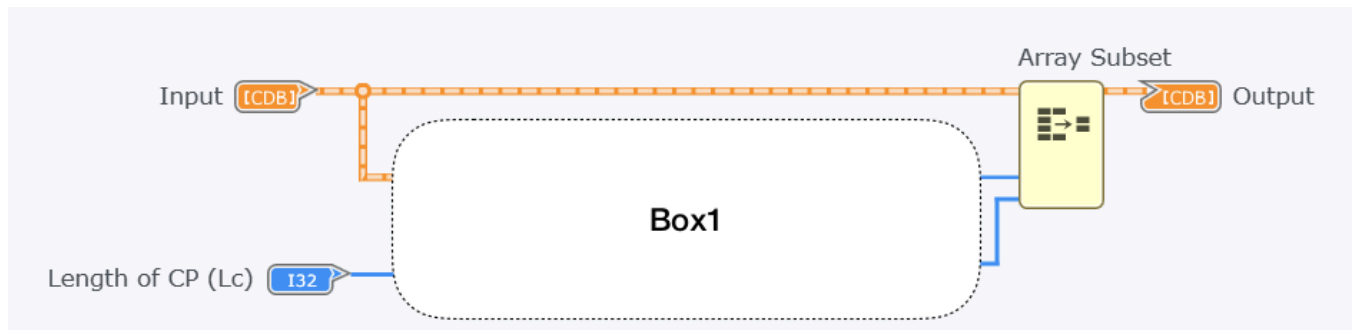 Array Subset
Input [CDB] [CDB] Output
Box1
Length of CP (Lc) I32